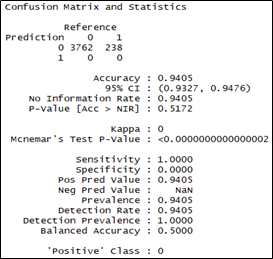 Confusion Matrix and Statistics
Reference
Prediction 0 1
0 3762 238
1 0 0
Accuracy : 0.9405
95% CI : (0.9327, 0.9476)
No Information Rate : 0.9405
P-Value [Acc > NIR] : 0.5172
Kappa : 0
Mcnemar's Test P-Value : <0.0000000000000002
Sensitivity : 1.0000
Specificity : 0.0000
Pos Pred Value : 0.9405
Neg Pred Value : NaN
Prevalence : 0.9405
Detection Rate : 0.9405
Detection Prevalence : 1.0000
Balanced Accuracy : 0.5000
'Positive' Class : 0